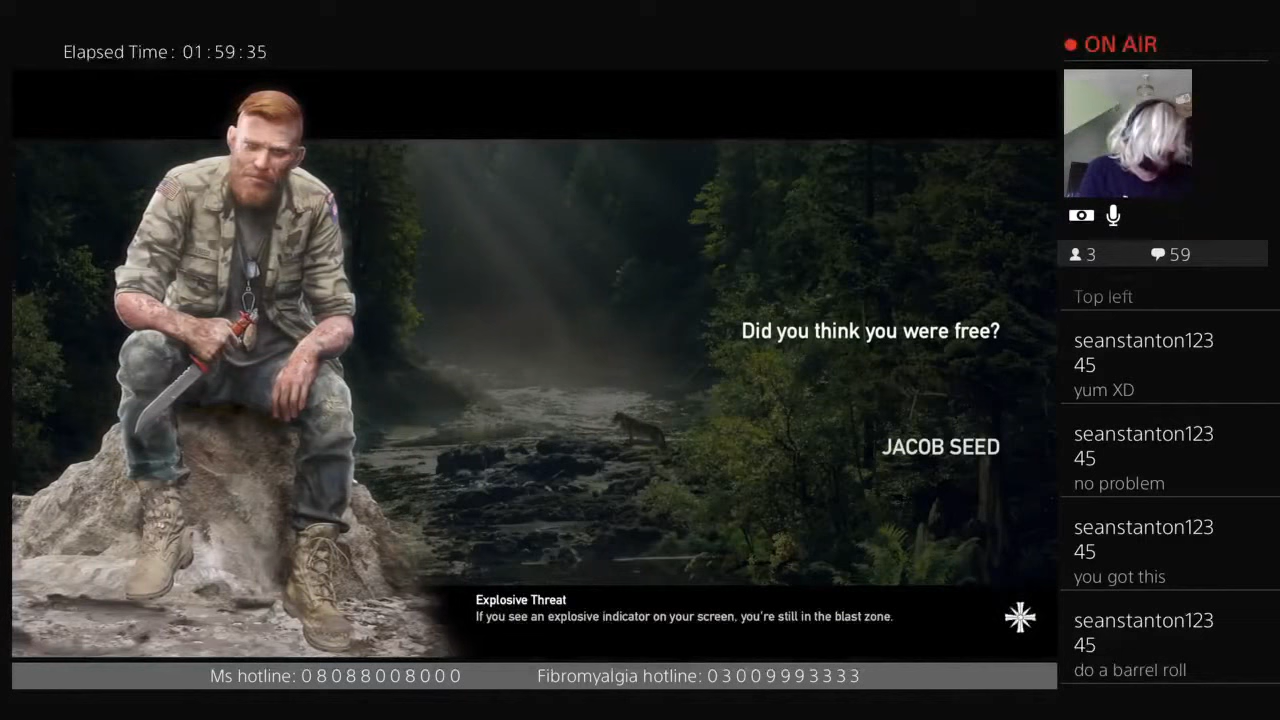 Elapsed Time: 01:59:35
ON AIR
3 59
Top left
seanstanton123
45
yum XD
seanstanton123
45
no problem
seanstanton123
45
you got this
seanstanton123
45
do a barrel roll
Did you think you were free?
JACOB SEED
Explosive Threat
If you see an explosive indicator on your screen, you're still in the blast zone.
Ms hotline: 0 8 0 8 8 0 0 8 0 0 0 Fibromyalgia hotline: 0 3 0 0 9 9 9 3 3 3 3